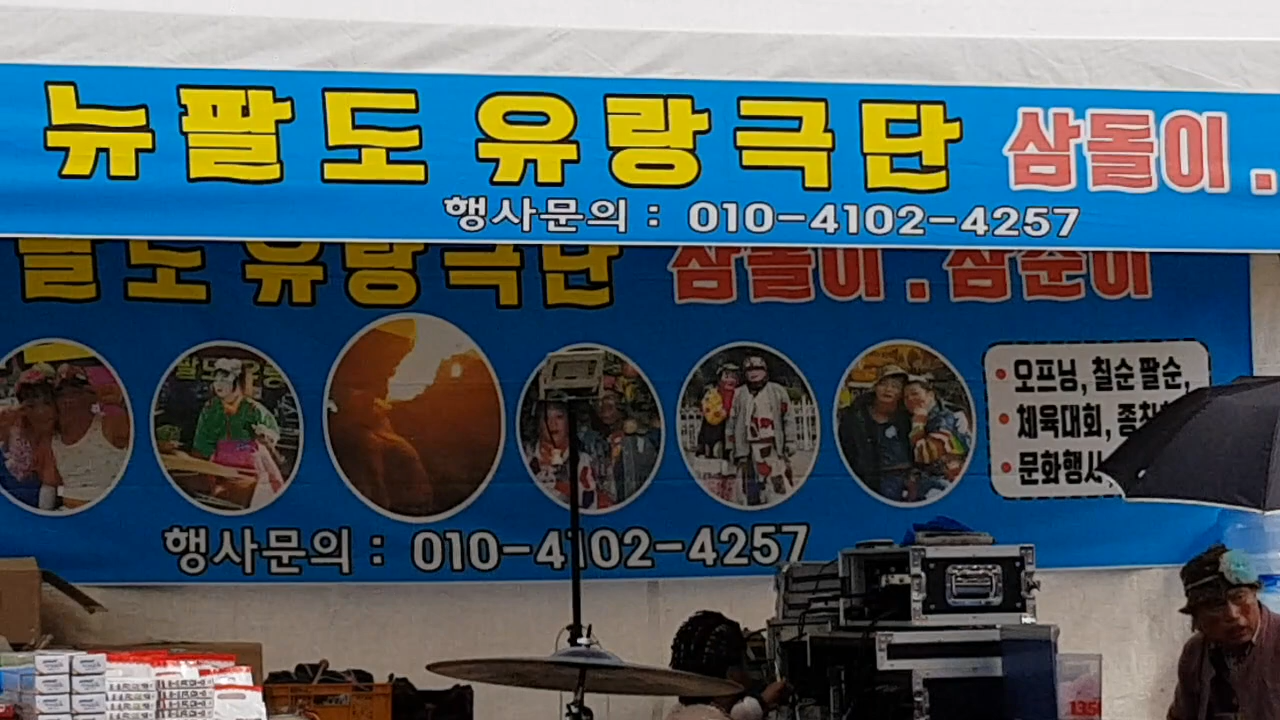 뉴팔도 유랑극단 삼돌이.
행사문의 : 010-4102-4257
팔도 유랑극단 삼돌이. 삼순이
오프닝, 칠순 팔순,
체육대회,
문화행사
행사문의 : 010-4102-4257